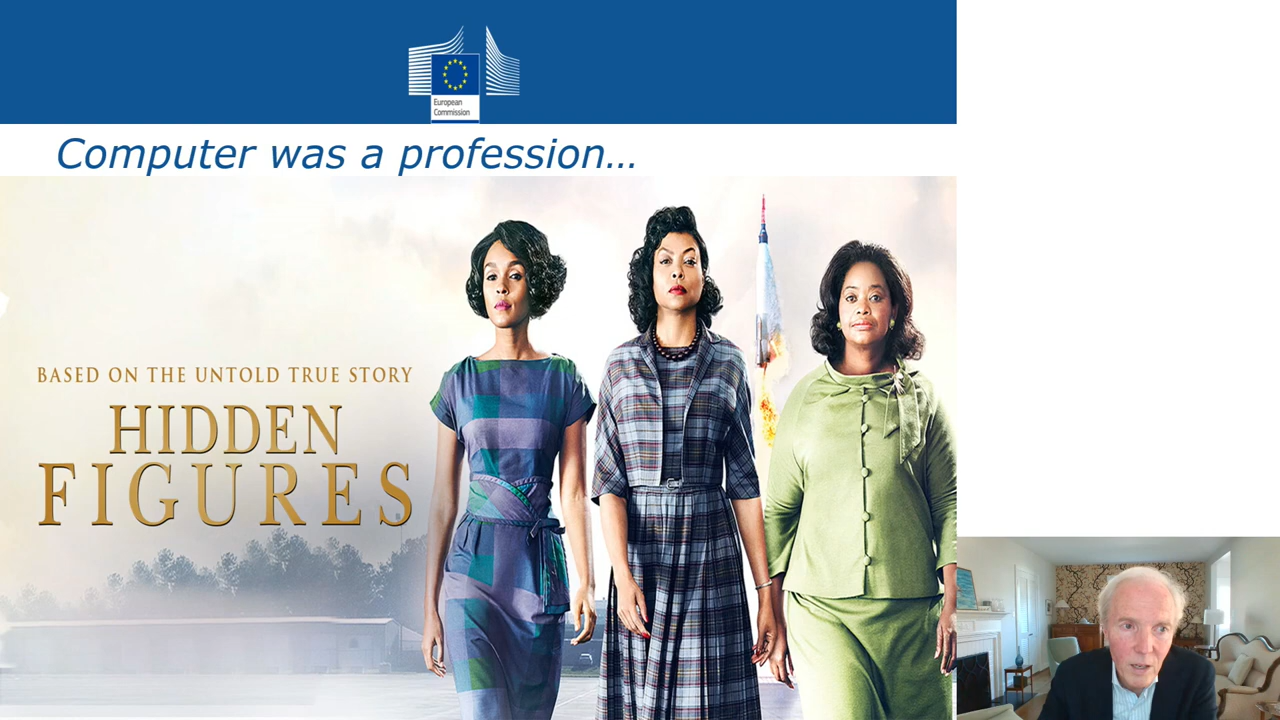 European
Commission
Computer was a profession…
BASED ON THE UNTOLD TRUE STORY
HIDDEN
FIGURES